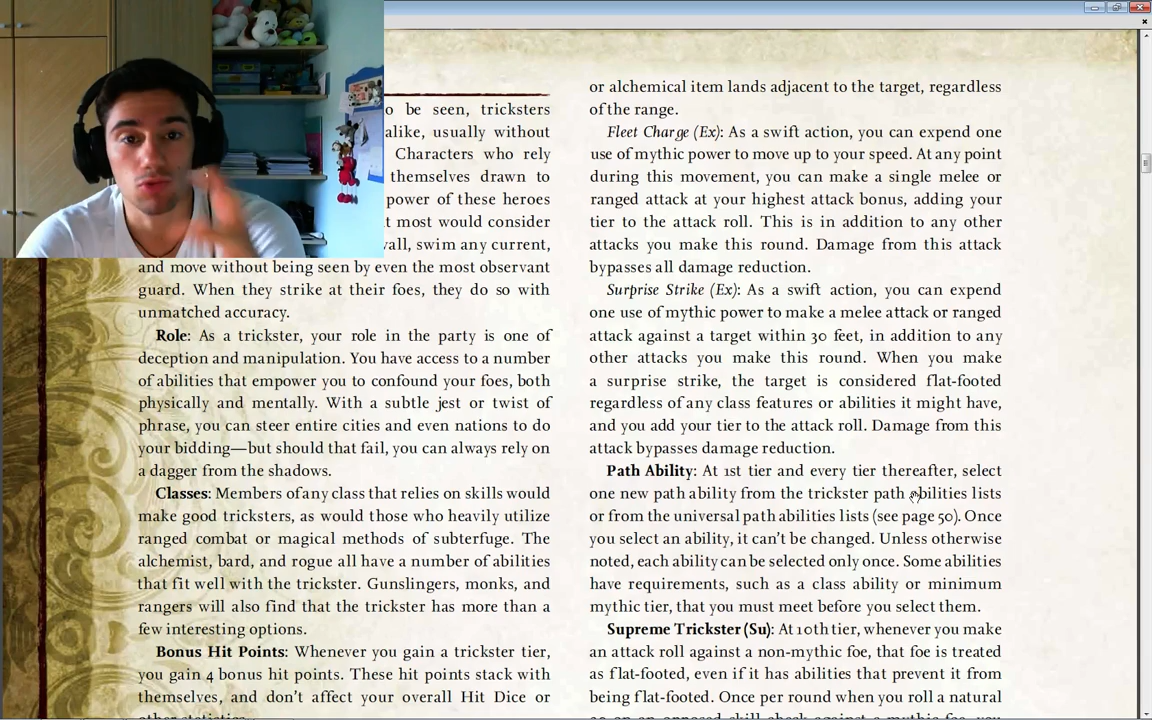 o be seen, tricksters
alike, usually without
Characters who rely
themselves drawn to
power of these heroes
t most would consider
wall, swim any current,
and move without being seen by even the most observant
guard. When they strike at their foes, they do so with
unmatched accuracy.
Role: As a trickster, your role in the party is one of
deception and manipulation. You have access to a number
of abilities that empower you to confound your foes, both
physically and mentally. With a subtle jest or twist of
phrase, you can steer entire cities and even nations to do
your bidding—but should that fail, you can always rely on
a dagger from the shadows.
Classes: Members of any class that relies on skills would
make good tricksters, as would those who heavily utilize
ranged combat or magical methods of subterfuge. The
alchemist, bard, and rogue all have a number of abilities
that fit well with the trickster. Gunslingers, monks, and
rangers will also find that the trickster has more than a
few interesting options.
Bonus Hit Points: Whenever you gain a trickster tier,
you gain 4 bonus hit points. These hit points stack with
themselves, and don't affect your overall Hit Dice or
other statistics.
or alchemical item lands adjacent to the target, regardless
of the range.
Fleet Charge (Ex): As a swift action, you can expend one
use of mythic power to move up to your speed. At any point
during this movement, you can make a single melee or
ranged attack at your highest attack bonus, adding your
tier to the attack roll. This is in addition to any other
attacks you make this round. Damage from this attack
bypasses all damage reduction.
Surprise Strike (Ex): As a swift action, you can expend
one use of mythic power to make a melee attack or ranged
attack against a target within 30 feet, in addition to any
other attacks you make this round. When you make
a surprise strike, the target is considered flat-footed
regardless of any class features or abilities it might have,
and you add your tier to the attack roll. Damage from this
attack bypasses damage reduction.
Path Ability: At 1st tier and every tier thereafter, select
one new path ability from the trickster path abilities lists
or from the universal path abilities lists (see page 50). Once
you select an ability, it can't be changed. Unless otherwise
noted, each ability can be selected only once. Some abilities
have requirements, such as a class ability or minimum
mythic tier, that you must meet before you select them.
Supreme Trickster (Su): At 10th tier, whenever you make
an attack roll against a non-mythic foe, that foe is treated
as flat-footed, even if it has abilities that prevent it from
being flat-footed. Once per round when you roll a natural
20 on an opposed skill check against a mythic foe, you